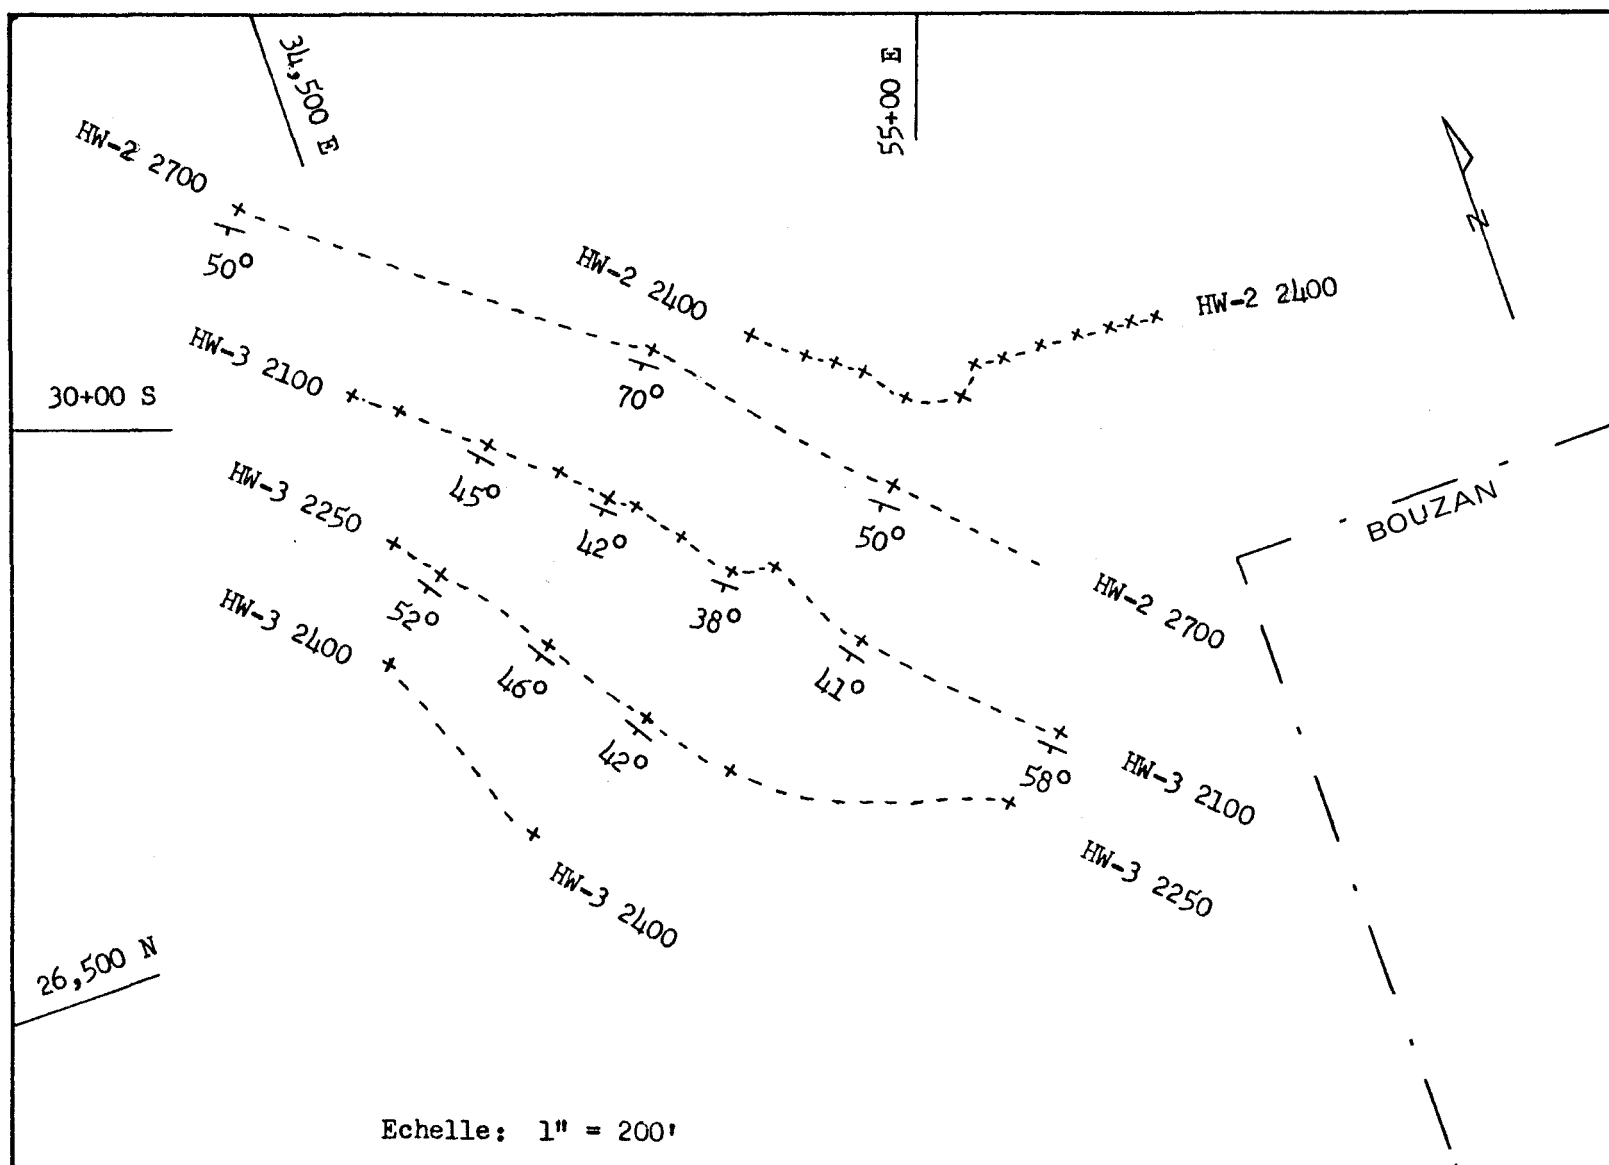 34,500 E
55+00 E
HW-2 2700
N
50°
HW-2 2400
HW-2 2400
HW-3 2100
70°
30+00 S
45°
HW-3 2250
42°
50°
BOUZAN
38°
HW-2 2700
52°
HW-3 2400
46°
41°
42°
58°
HW-3 2100
HW-3 2250
HW-3 2400
26,500 N
Echelle: 1" = 200'